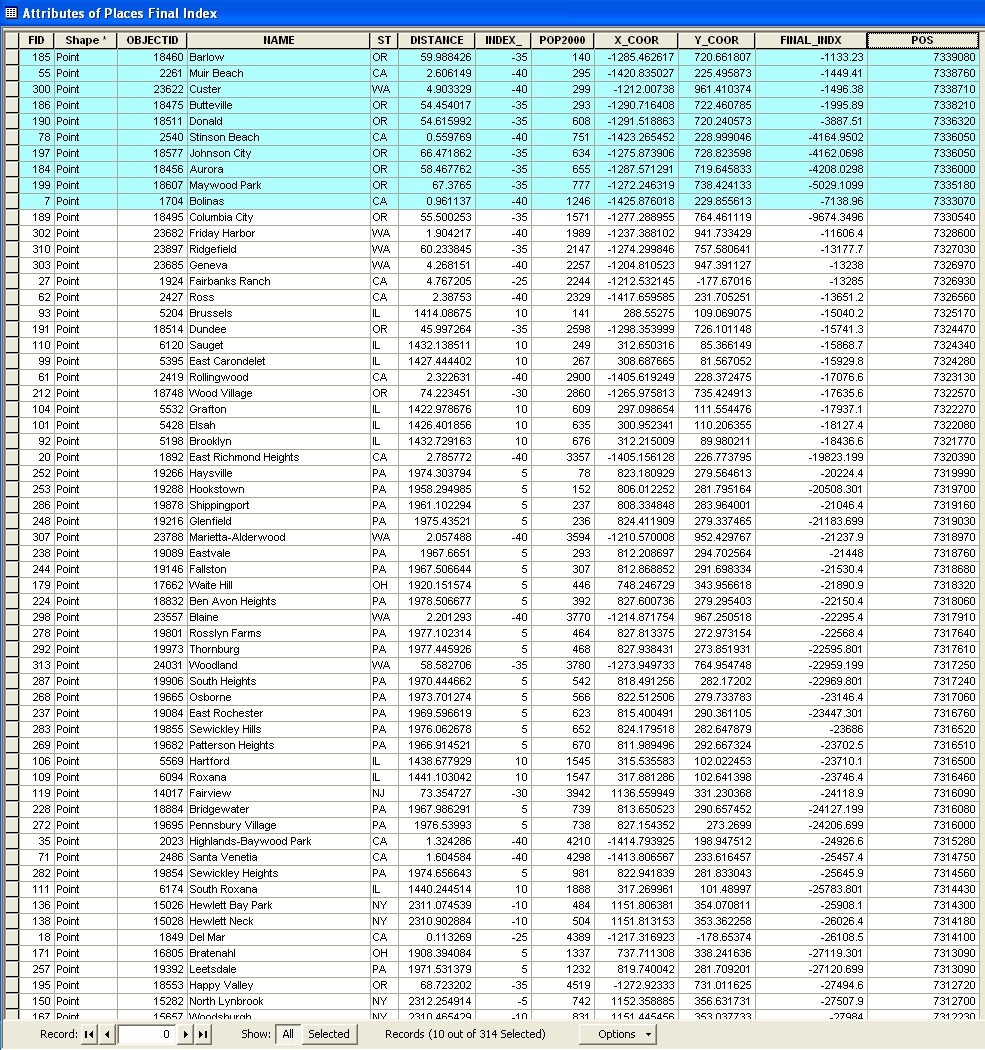 Attributes of Places Final Index
FID Shape * OBJECTID NAME ST DISTANCE INDEX_ POP2000 X_COOR Y_COOR FINAL_INDX POS
185 Point 18460 Barlow OR 59.988426 -35 140 -1285.462617 720.661807 -1133.23 7339080
55 Point 2261 Muir Beach CA 2.606149 -40 295 -1420.835027 225.495873 -1449.41 7338760
300 Point 23622 Custer WA 4.903329 -40 299 -1212.00738 961.410374 -1496.38 7338710
186 Point 18475 Butteville OR 54.454017 -35 293 -1290.716408 722.460785 -1995.89 7338210
190 Point 18511 Donald OR 54.615992 -35 608 -1291.518863 720.240573 -3887.51 7336320
78 Point 2540 Stinson Beach CA 0.559769 -40 751 -1423.265452 228.999046 -4164.9502 7336050
197 Point 18577 Johnson City OR 66.471862 -35 634 -1275.873906 728.823598 -4162.0698 7336050
184 Point 18456 Aurora OR 58.467762 -35 655 -1287.571291 719.645833 -4208.0298 7336000
199 Point 18607 Maywood Park OR 67.3765 -35 777 -1272.246319 738.424133 -5029.1099 7335180
7 Point 1704 Bolinas CA 0.961137 -40 1246 -1425.876018 229.855613 -7138.96 7333070
189 Point 18495 Columbia City OR 55.500253 -35 1571 -1277.288955 764.461119 -9674.3496 7330540
302 Point 23682 Friday Harbor WA 1.904217 -40 1989 -1237.388102 941.733429 -11606.4 7328600
310 Point 23897 Ridgefield WA 60.233845 -35 2147 -1274.299846 757.580641 -13177.7 7327030
303 Point 23685 Geneva WA 4.268151 -40 2257 -1204.810523 947.391127 -13238 7326970
27 Point 1924 Fairbanks Ranch CA 4.767205 -25 2244 -1212.532145 -177.67016 -13285 7326930
62 Point 2427 Ross CA 2.38753 -40 2329 -1417.659585 231.705251 -13651.2 7326560
93 Point 5204 Brussels IL 1414.08675 10 141 288.55275 109.069075 -15040.2 7325170
191 Point 18514 Dundee OR 45.997264 -35 2598 -1298.353999 726.101148 -15741.3 7324470
110 Point 6120 Sauget IL 1432.138511 10 249 312.650316 85.366149 -15868.7 7324340
99 Point 5395 East Carondelet IL 1427.444402 10 267 308.687665 81.567052 -15929.8 7324280
61 Point 2419 Rollingwood CA 2.322631 -40 2900 -1405.619249 228.372475 -17076.6 7323130
212 Point 18748 Wood Village OR 74.223451 -30 2860 -1265.975811 735.424913 -17635.6 7322570
104 Point 5532 Grafton IL 1422.978676 10 609 297.098654 111.554476 -17937.1 7322270
101 Point 5428 Elsah IL 1426.401856 10 635 300.952341 110.206355 -18127.4 7322080
92 Point 5198 Brooklyn IL 1432.729163 10 676 312.215009 89.980211 -18436.6 7321770
20 Point 1892 East Richmond Heights CA 2.785772 -40 3357 -1405.156128 226.773795 -19823.199 7320390
252 Point 19266 Haysville PA 1974.303794 5 78 823.180929 279.564613 -20224.4 7319990
253 Point 19288 Hookstown PA 1958.294985 5 152 806.012252 281.795164 -20508.301 7319700
286 Point 19878 Shippingport PA 1961.102294 5 237 808.334848 283.964001 -21046.4 7319160
248 Point 19216 Glenfield PA 1975.43521 5 236 824.411909 279.337465 -21183.699 7319030
307 Point 23788 Marietta-Alderwood WA 2.057488 -40 3594 -1210.570008 952.429767 -21237.9 7318970
238 Point 19089 Eastvale PA 1967.6651 5 293 812.208697 294.702564 -21448 7318760
244 Point 19146 Fallston PA 1967.506644 5 307 812.868852 291.698334 -21530.4 7318680
179 Point 17662 Waite Hill OH 1920.151574 5 446 748.246729 343.956618 -21890.9 7318320
224 Point 18832 Ben Avon Heights PA 1978.506677 5 392 827.600736 279.295403 -22150.4 7318060
298 Point 23557 Blaine WA 2.201293 -40 3770 -1214.871754 967.250518 -22295.4 7317910
278 Point 19801 Rosslyn Farms PA 1977.102314 5 464 827.813375 272.973154 -22568.4 7317640
292 Point 19973 Thornburg PA 1977.445926 5 468 827.938431 273.851931 -22595.801 7317610
313 Point 24031 Woodland WA 58.582706 -35 3780 -1273.949733 764.954748 -22959.199 7317250
287 Point 19906 South Heights PA 1970.444662 5 542 818.491256 282.17202 -22969.801 7317240
268 Point 19665 Osborne PA 1973.701274 5 566 822.512506 279.733783 -23146.4 7317060
237 Point 19084 East Rochester PA 1969.596619 5 623 815.400491 290.361105 -23447.301 7316760
283 Point 19855 Sewickley Hills PA 1976.062678 5 652 824.179518 282.647879 -23686 7316520
269 Point 19682 Patterson Heights PA 1966.914521 5 670 811.989496 292.667324 -23702.5 7316510
106 Point 5569 Hartford IL 1438.677929 10 1545 315.535583 102.022453 -23710.1 7316500
109 Point 6094 Roxana IL 1441.103042 10 1547 317.881286 102.641398 -23746.4 7316460
119 Point 14017 Fairview NJ 73.354727 -30 3942 1136.559949 331.230368 -24118.9 7316090
228 Point 18884 Bridgewater PA 1967.986291 5 739 813.650523 290.657452 -24127.199 7316080
272 Point 19695 Pennsbury Village PA 1976.53993 5 738 827.154352 273.2699 -24206.699 7316000
35 Point 2023 Highlands-Baywood Park CA 1.324286 -40 4210 -1414.793925 198.947512 -24926.6 7315280
71 Point 2486 Santa Venetia CA 1.604584 -40 4298 -1413.806567 233.616457 -25457.4 7314750
282 Point 19854 Sewickley Heights PA 1974.656643 5 981 822.941839 281.833043 -25645.9 7314560
111 Point 6174 South Roxana IL 1440.244514 10 1888 317.269961 101.48997 -25783.801 7314430
136 Point 15026 Hewlett Bay Park NY 2311.074539 -10 484 1151.806381 354.070811 -25908.1 7314300
138 Point 15028 Hewlett Neck NY 2310.902884 -10 504 1151.813153 353.362258 -26026.4 7314180
18 Point 1849 Del Mar CA 0.113269 -25 4389 -1217.316923 -178.65374 -26108.5 7314100
171 Point 16805 Bratenahl OH 1908.394084 5 1337 737.711308 338.241636 -27119.301 7313090
257 Point 19392 Leetsdale PA 1971.531379 5 1232 819.740042 281.709201 -27120.699 7313090
195 Point 18553 Happy Valley OR 68.723202 -35 4519 -1272.92333 731.011625 -27494.6 7312720
150 Point 15282 North Lynbrook NY 2312.254914 -5 742 1152.358885 356.631731 -27507.9 7312700
167 Point 15657 Woodsburgh NY 2310.465429 -10 831 1151.445456 353.037733 -27984 7312230
Record: 0 Show: All Selected Records (10 out of 314 Selected) Options